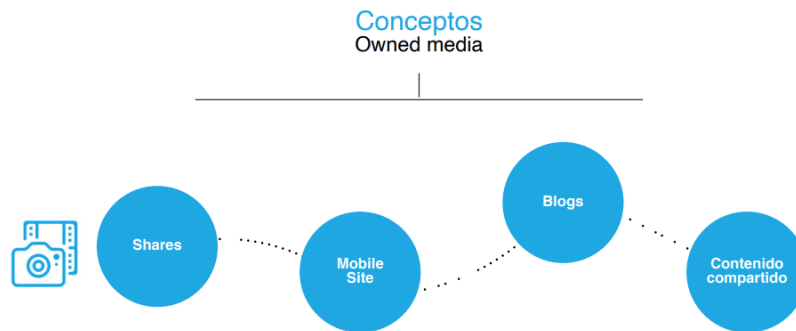 Conceptos
Owned media
Shares
Mobile
Site
Blogs
Contenido
compartido